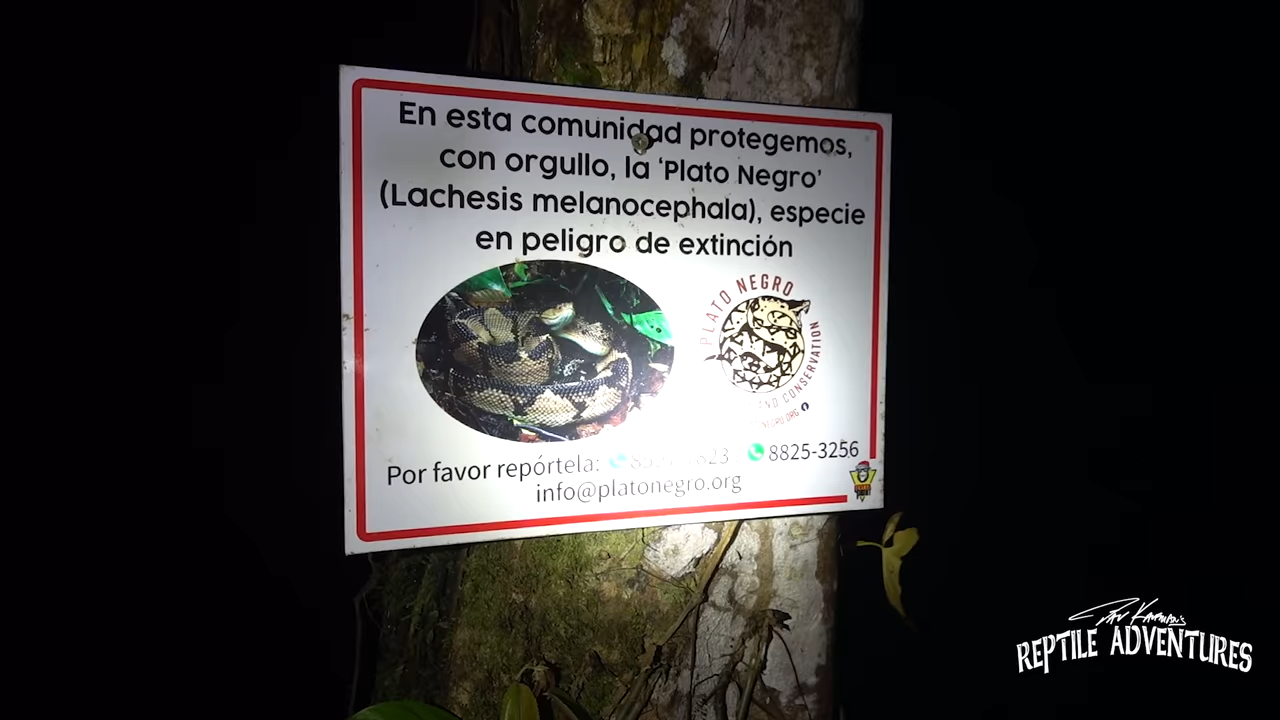 En esta comunidad protegemos,
con orgullo, la ‘Plato Negro’
(Lachesis melanocephala), especie
en peligro de extinción
PLATO NEGRO
AND CONSERVATION
Por favor repórtela: 8825-3256
info@platonegro.org
REPTILE ADVENTURES